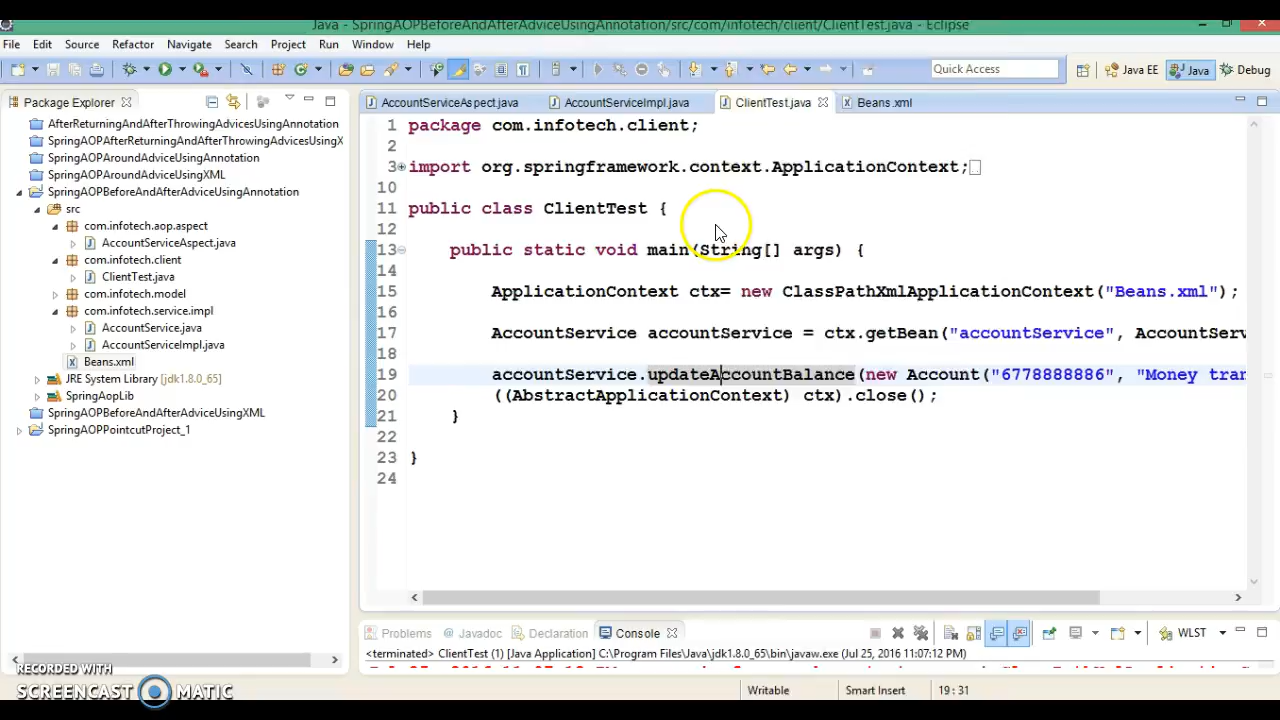 Java - SpringAOPBeforeAndAfterAdviceUsingAnnotation/src/com/infotech/client/ClientTest.java - Eclipse
File Edit Source Refactor Navigate Search Project Run Window Help
Quick Access Java EE Java Debug
Package Explorer
AfterReturningAndAfterThrowingAdvicesUsingAnnotation
SpringAOPAfterReturningAndAfterThrowingAdvicesUsingX
SpringAOPAroundAdviceUsingAnnotation
SpringAOPAroundAdviceUsingXML
SpringAOPBeforeAndAfterAdviceUsingAnnotation
src
com.infotech.aop.aspect
AccountServiceAspect.java
com.infotech.client
ClientTest.java
com.infotech.model
com.infotech.service.impl
AccountService.java
AccountServiceImpl.java
Beans.xml
JRE System Library [jdk1.8.0_65]
SpringAopLib
SpringAOPBeforeAndAfterAdviceUsingXML
SpringAOPPointcutProject_1
AccountServiceAspect.java AccountServiceImpl.java ClientTest.java Beans.xml
1 package com.infotech.client;
2
3 import org.springframework.context.ApplicationContext;
10
11 public class ClientTest {
12
13 public static void main(String[] args) {
14
15 ApplicationContext ctx= new ClassPathXmlApplicationContext("Beans.xml");
16
17 AccountService accountService = ctx.getBean("accountService", AccountServ
18
19 accountService.updateAccountBalance(new Account("6778888886", "Money tran
20 ((AbstractApplicationContext) ctx).close();
21 }
22
23 }
24
Problems Javadoc Declaration Console WLST
<terminated> ClientTest (1) [Java Application] C:\Program Files\Java\jdk1.8.0_65\bin\javaw.exe (Jul 25, 2016 11:07:12 PM)
Writable Smart Insert 19 : 31
RECORDED WITH
SCREENCAST MATIC